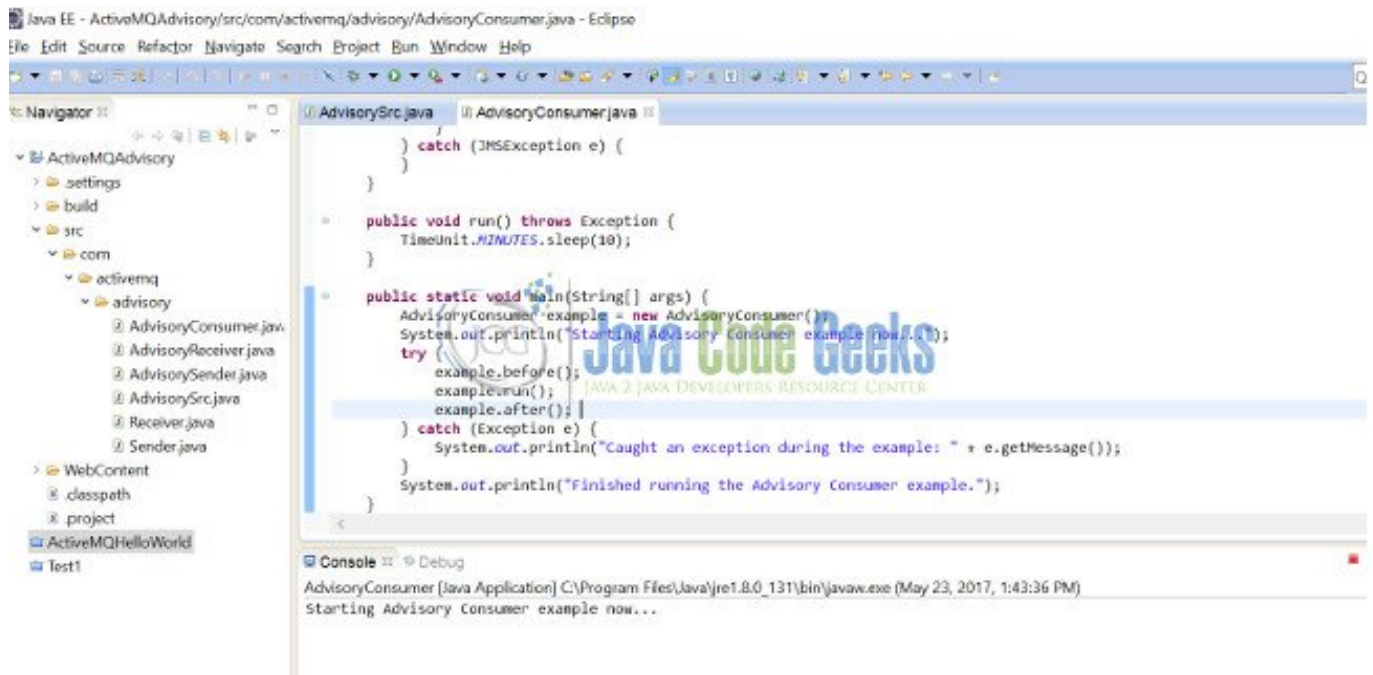 Java EE - ActiveMQAdvisory/src/com/activemq/advisory/AdvisoryConsumer.java - Eclipse
File Edit Source Refactor Navigate Search Project Run Window Help
Navigator
AdvisorySrc.java AdvisoryConsumer.java
ActiveMQAdvisory
.settings
build
src
com
activemq
advisory
AdvisoryConsumer.jav
AdvisoryReceiver.java
AdvisorySender.java
AdvisorySrc.java
Receiver.java
Sender.java
WebContent
.classpath
.project
ActiveMQHelloWorld
Test1
}
} catch (JMSException e) {
}
}
public void run() throws Exception {
TimeUnit.MINUTES.sleep(10);
}
public static void main(String[] args) {
AdvisoryConsumer example = new AdvisoryConsumer();
System.out.println("Starting Advisory Consumer example now...");
try {
example.before();
example.run();
example.after();
} catch (Exception e) {
System.out.println("Caught an exception during the example: " + e.getMessage());
}
System.out.println("Finished running the Advisory Consumer example.");
}
Java Code Geeks
JAVA 2 JAVA DEVELOPERS RESOURCE CENTER
Console Debug
AdvisoryConsumer [Java Application] C:\Program Files\Java\jre1.8.0_131\bin\javaw.exe (May 23, 2017, 1:43:36 PM)
Starting Advisory Consumer example now...